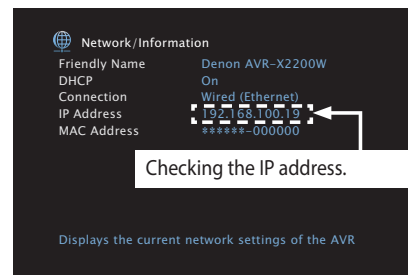 Network/Information
Friendly Name Denon AVR-X2200W
DHCP On
Connection Wired (Ethernet)
IP Address 192.168.100.19
MAC Address ******-000000
Checking the IP address.
Displays the current network settings of the AVR